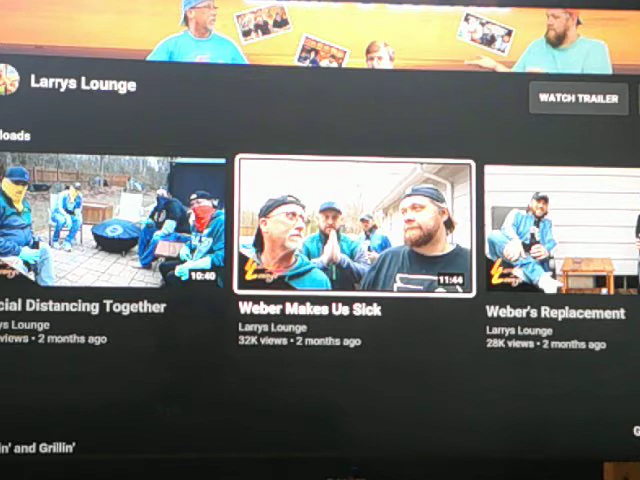 Larrys Lounge
WATCH TRAILER
loads
10:40
11:44
cial Distancing Together
ys Lounge
views • 2 months ago
Weber Makes Us Sick
Larrys Lounge
32K views • 2 months ago
Weber's Replacement
Larrys Lounge
28K views • 2 months ago
in' and Grillin'
G